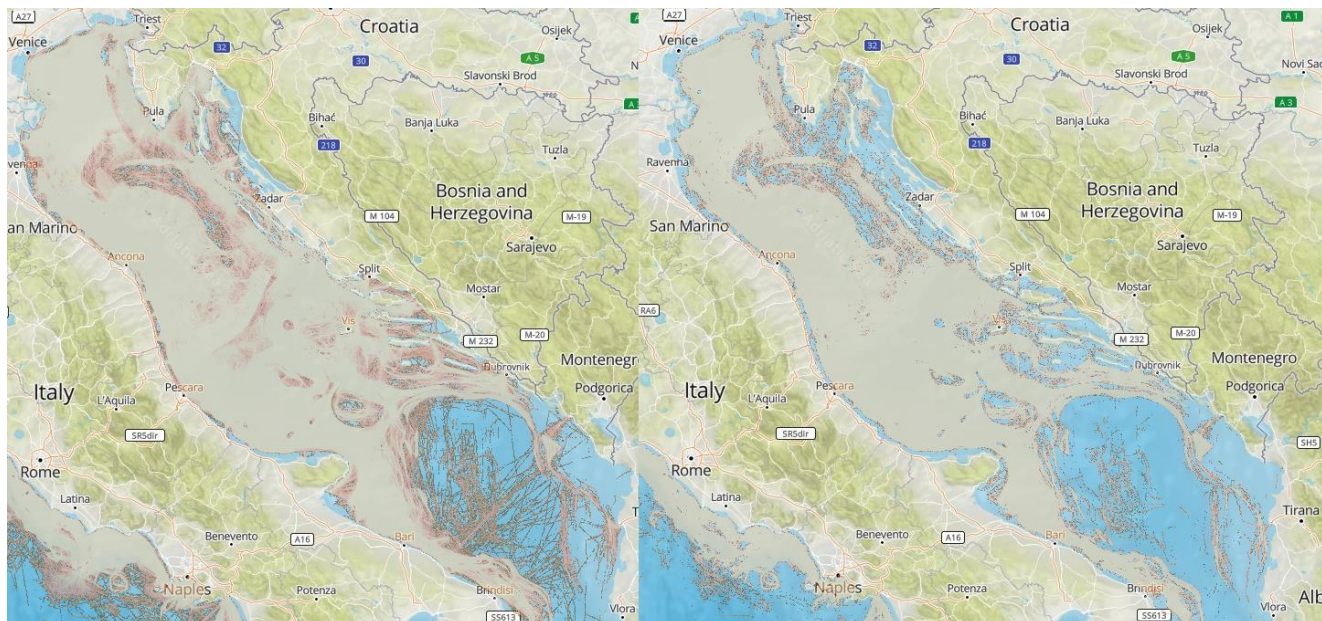 A27
Triest
Croatia
Osijek
Venice
32
30
A 5
Slavonski Brod
Pula
Bihać
Banja Luka
218
A 3
Tuzla
Zadar
Bosnia and
Herzegovina
M 104
M-19
an Marino
Sarajevo
Ancona
Split
Mostar
Vis
M-20
M 232
Montenegro
Dubrovnik
Podgorica
Italy
Pescara
L'Aquila
SR5dir
Rome
Latina
Benevento
A16
Bari
Naples
Potenza
Brindisi
SS613
Vlora
A27
Triest
Croatia
Osijek
A 1
Venice
32
30
A 5
Slavonski Brod
Novi Sad
Pula
Bihać
Banja Luka
A 3
218
Ravenna
Tuzla
Zadar
Bosnia and
Herzegovina
M 104
M-19
San Marino
Sarajevo
Ancona
Split
Mostar
RA6
Vis
M-20
M 232
Montenegro
Dubrovnik
Podgorica
Italy
Pescara
L'Aquila
SR5dir
SH5
Rome
Latina
Tirana
Benevento
A16
Bari
Naples
Potenza
Brindisi
SS613
Vlora
Alb